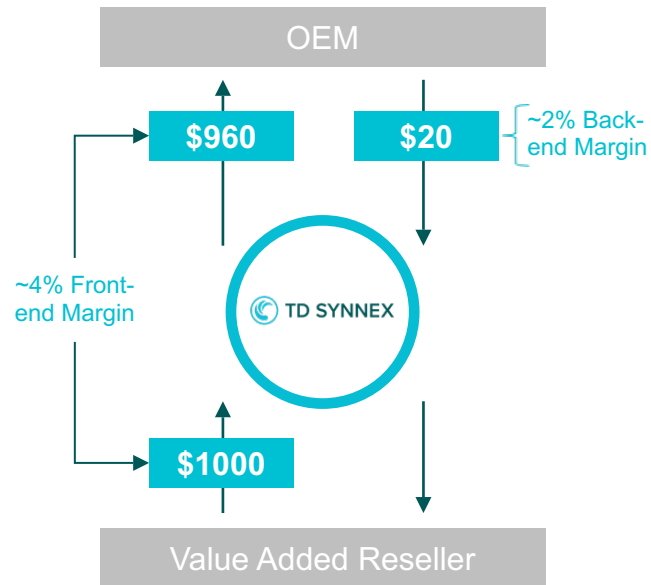 OEM
$960
$20
~2% Back-
end Margin
~4% Front-
end Margin
TD SYNNEX
$1000
Value Added Reseller